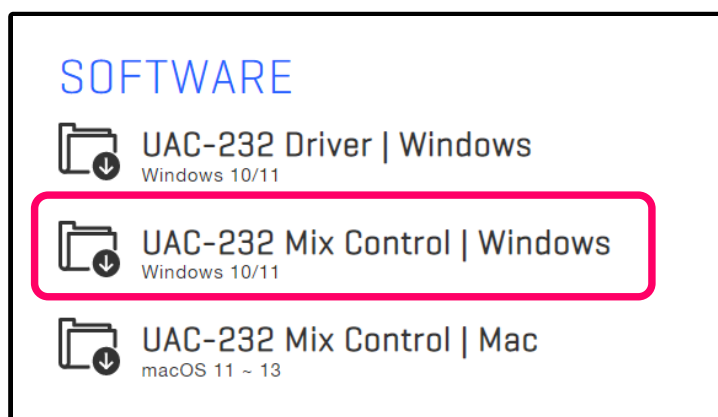 SOFTWARE
UAC-232 Driver | Windows
Windows 10/11
UAC-232 Mix Control | Windows
Windows 10/11
UAC-232 Mix Control | Mac
macOS 11 ~ 13